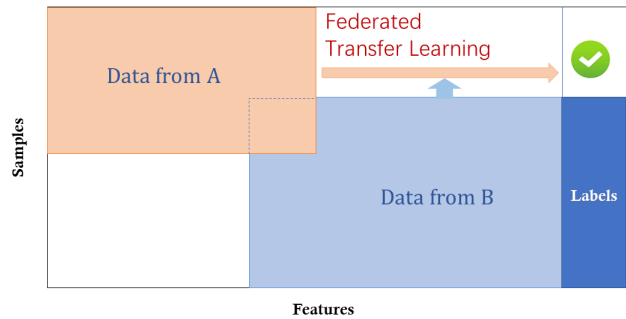 Federated
Transfer Learning
Data from A
Samples
Data from B
Labels
Features